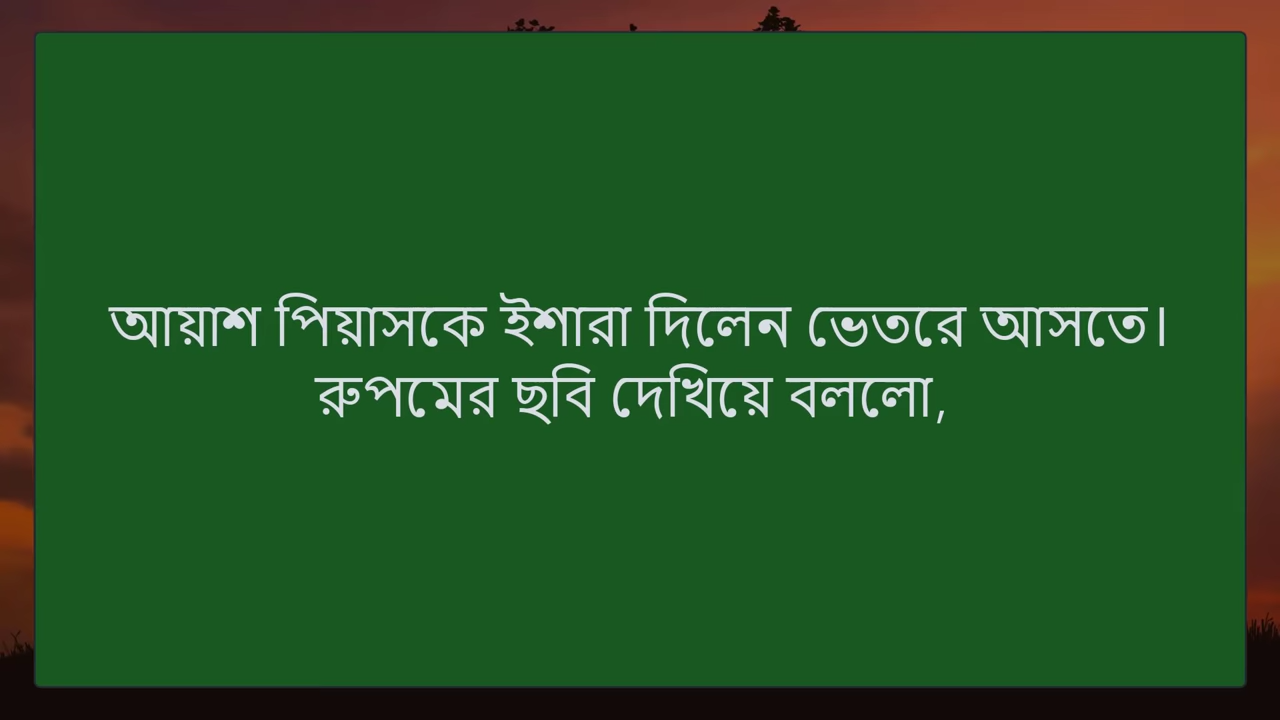 আয়াশ পিয়াসকে ইশারা দিলেন ভেতরে আসতে।
রুপমের ছবি দেখিয়ে বললো,